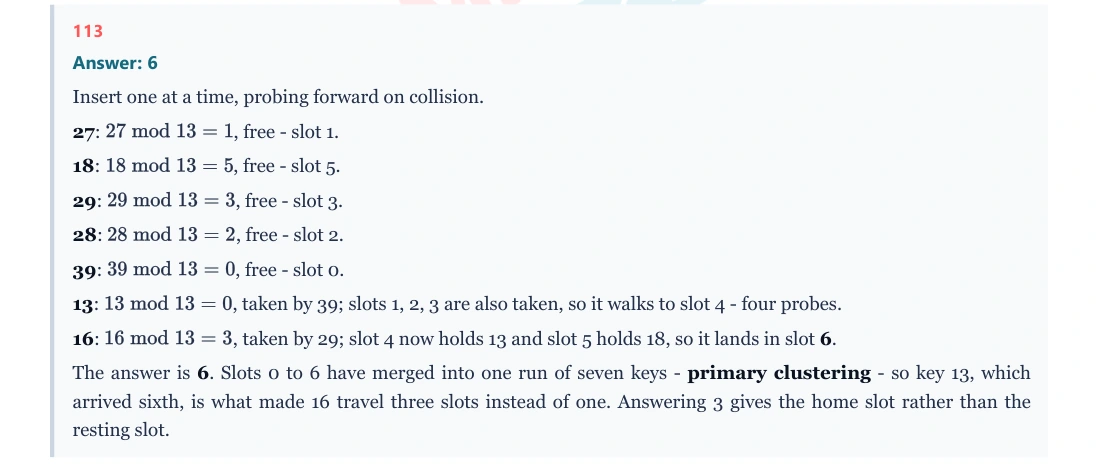 113
Answer: 6
Insert one at a time, probing forward on collision.
27: 27 mod 13 = 1, free - slot 1.
18: 18 mod 13 = 5, free - slot 5.
29: 29 mod 13 = 3, free - slot 3.
28: 28 mod 13 = 2, free - slot 2.
39: 39 mod 13 = 0, free - slot 0.
13: 13 mod 13 = 0, taken by 39; slots 1, 2, 3 are also taken, so it walks to slot 4 - four probes.
16: 16 mod 13 = 3, taken by 29; slot 4 now holds 13 and slot 5 holds 18, so it lands in slot 6.
The answer is 6. Slots 0 to 6 have merged into one run of seven keys - primary clustering - so key 13, which
arrived sixth, is what made 16 travel three slots instead of one. Answering 3 gives the home slot rather than the
resting slot.